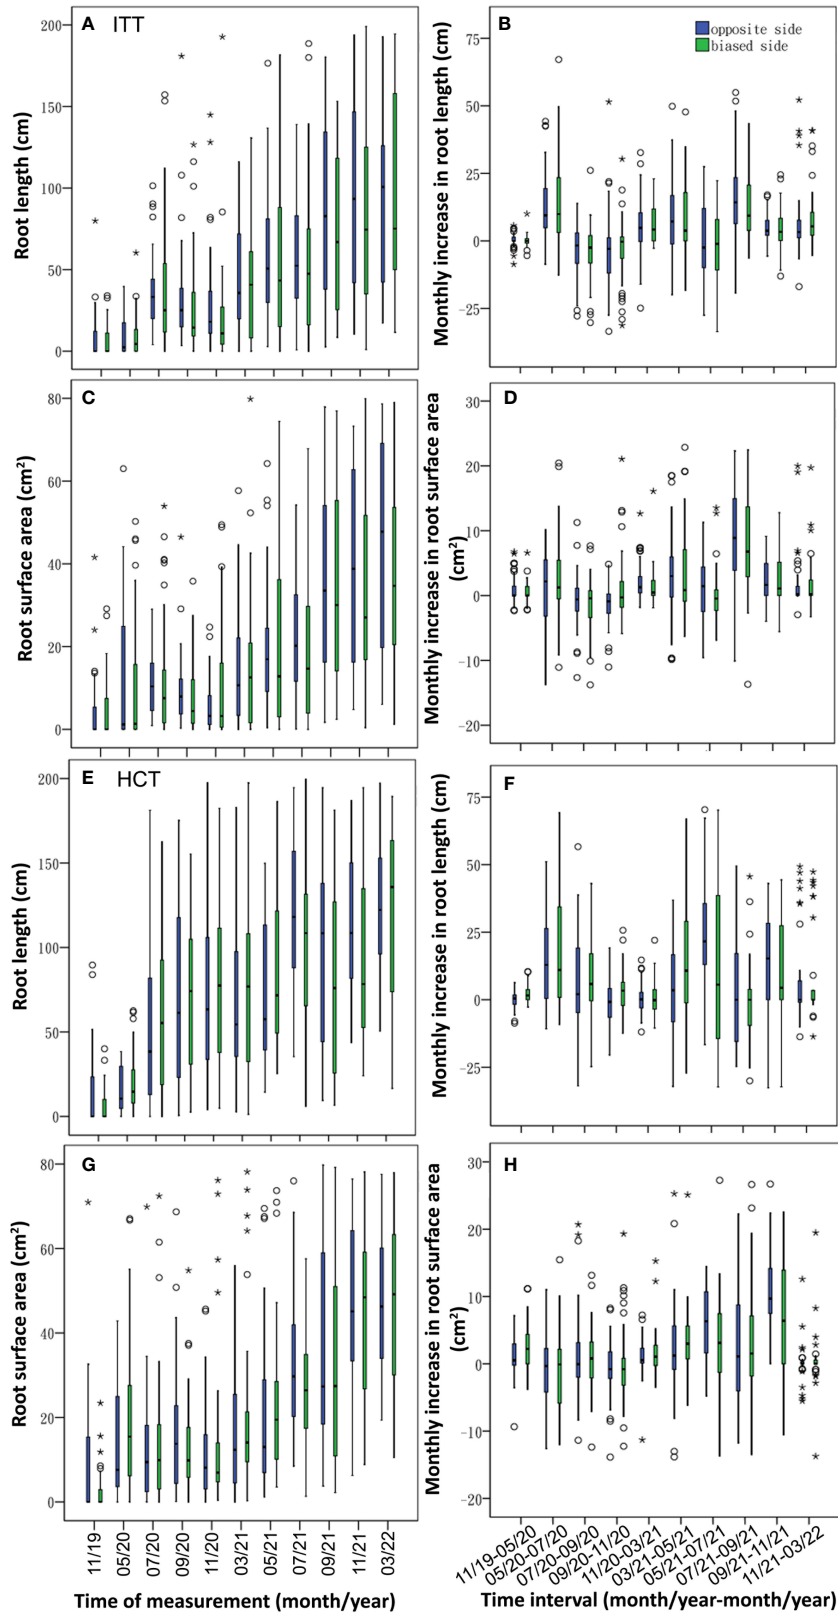 A ITT
Root length (cm)
200
150
100
50
0
B
opposite side
biased side
Monthly increase in root length (cm)
75
50
25
0
-25
C
Root surface area (cm²)
80
60
40
20
0
D
Monthly increase in root surface area
(cm²)
30
20
10
0
-10
-20
E HCT
Root length (cm)
200
150
100
50
0
F
Monthly increase in root length (cm)
75
50
25
0
-25
G
Root surface area (cm²)
80
60
40
20
0
11/19
05/20
07/20
09/20
11/20
03/21
05/21
07/21
09/21
11/21
03/22
Time of measurement (month/year)
H
Monthly increase in root surface area
(cm²)
30
20
10
0
-10
-20
11/19-05/20
05/20-07/20
07/20-09/20
09/20-11/20
11/20-03/21
03/21-05/21
05/21-07/21
07/21-09/21
09/21-11/21
11/21-03/22
Time interval (month/year-month/year)